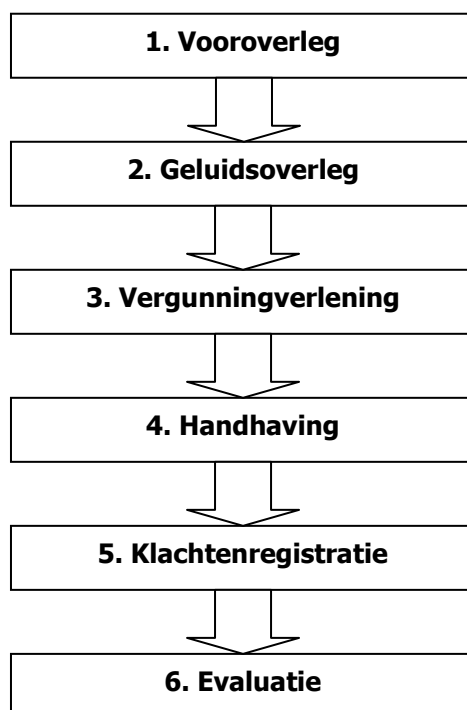 1. Vooroverleg
2. Geluidsoverleg
3. Vergunningverlening
4. Handhaving
5. Klachtenregistratie
6. Evaluatie